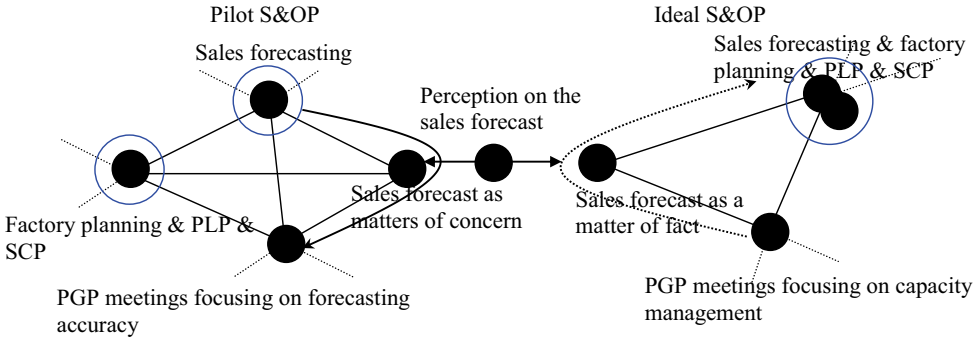 Pilot S&OP
Ideal S&OP
Sales forecasting
Sales forecasting & factory
planning & PLP & SCP
Perception on the
sales forecast
Sales forecast as
matters of concern
Sales forecast as a
matter of fact
Factory planning & PLP &
SCP
PGP meetings focusing on forecasting
accuracy
PGP meetings focusing on capacity
management